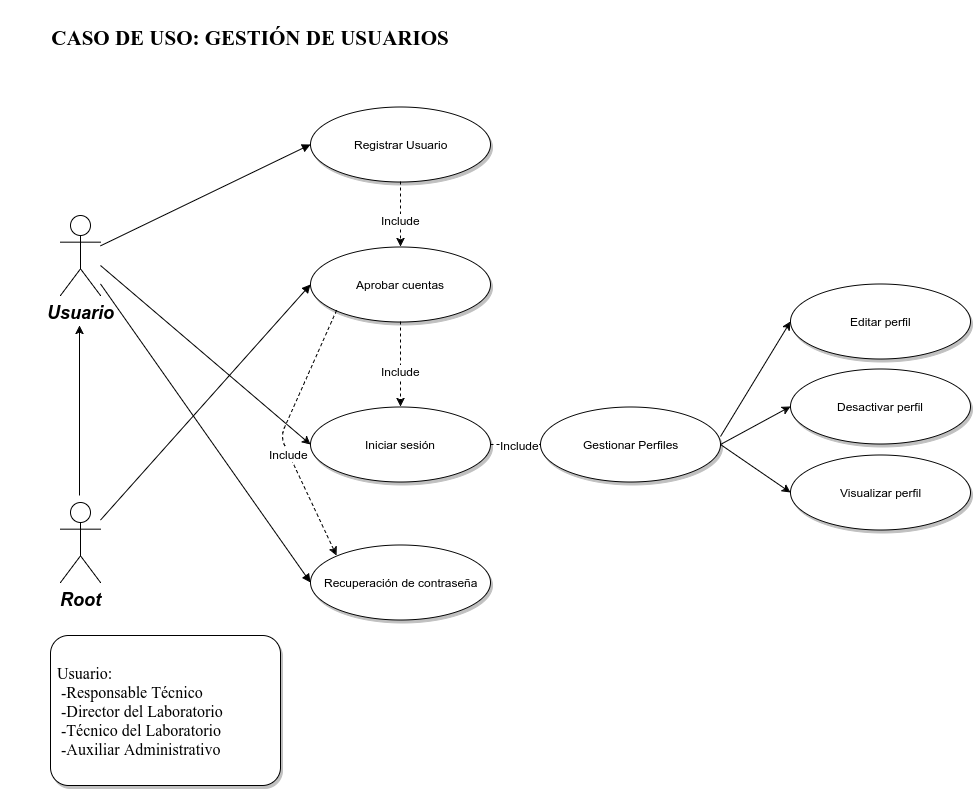 CASO DE USO: GESTIÓN DE USUARIOS
Registrar Usuario
Include
Usuario
Aprobar cuentas
Include
Iniciar sesión
Include
Include
Gestionar Perfiles
Editar perfil
Desactivar perfil
Visualizar perfil
Recuperación de contraseña
Root
Usuario:
-Responsable Técnico
-Director del Laboratorio
-Técnico del Laboratorio
-Auxiliar Administrativo